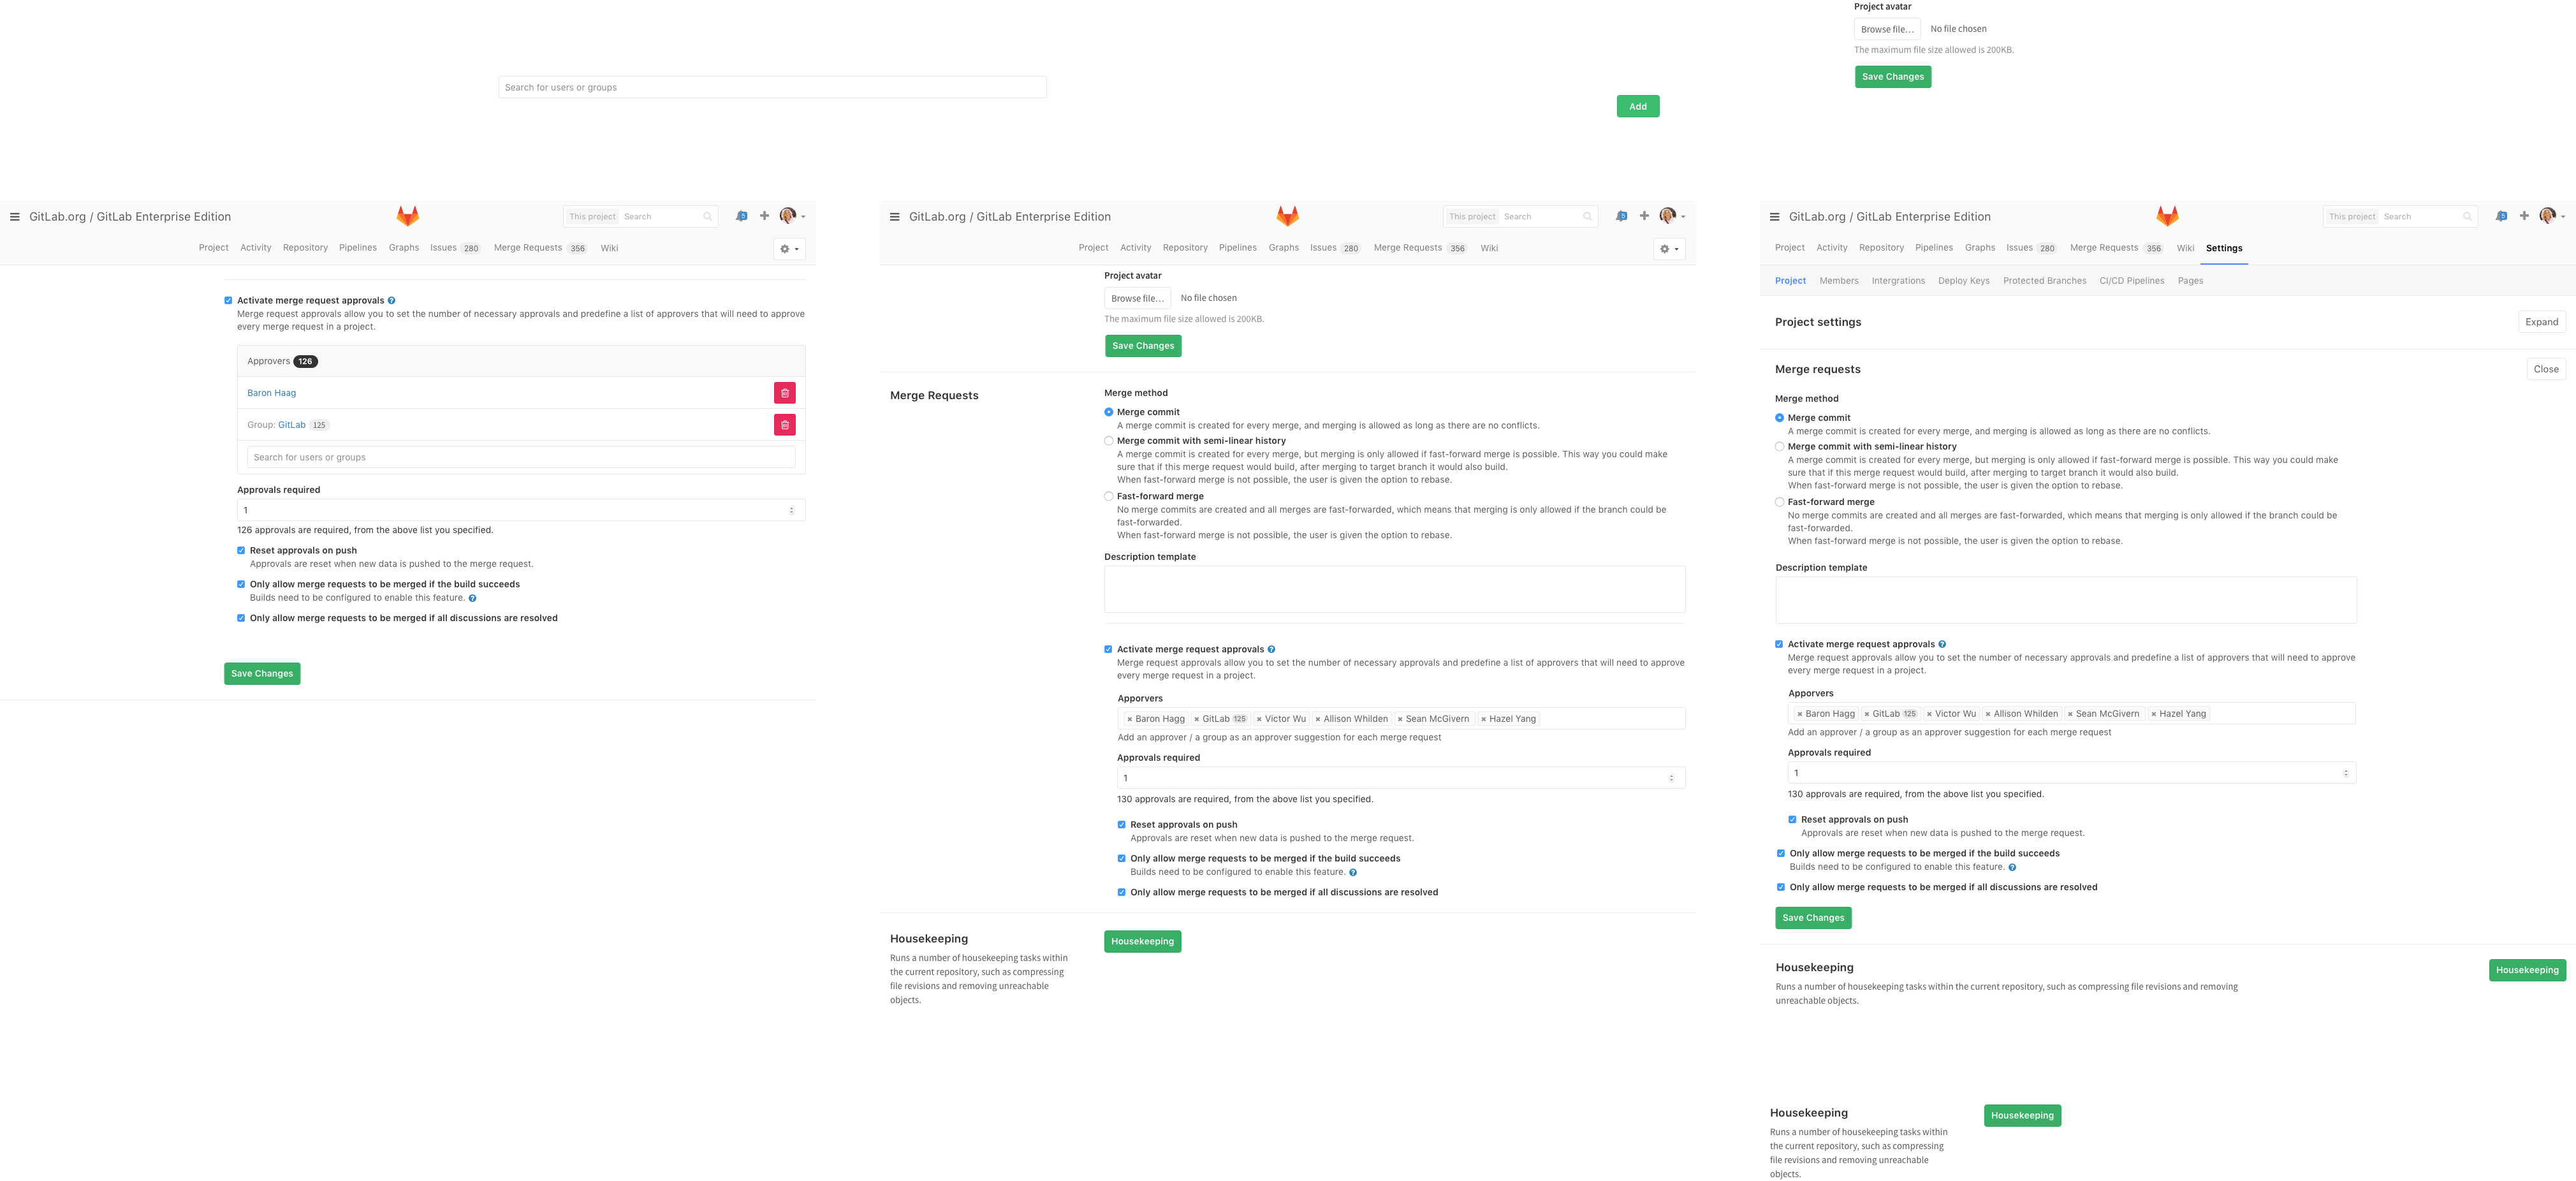 Project avatar
Browse file... No file chosen
The maximum file size allowed is 200KB.
Save Changes
Search for users or groups
Add
GitLab.org / GitLab Enterprise Edition
This project Search
Project Activity Repository Pipelines Graphs Issues 280 Merge Requests 356 Wiki
Activate merge request approvals
Merge request approvals allow you to set the number of necessary approvals and predefine a list of approvers that will need to approve
every merge request in a project.
Approvers 126
Baron Haag
Group: GitLab 125
Search for users or groups
Approvals required
1
126 approvals are required, from the above list you specified.
Reset approvals on push
Approvals are reset when new data is pushed to the merge request.
Only allow merge requests to be merged if the build succeeds
Builds need to be configured to enable this feature.
Only allow merge requests to be merged if all discussions are resolved
Save Changes
GitLab.org / GitLab Enterprise Edition
This project Search
Project Activity Repository Pipelines Graphs Issues 280 Merge Requests 356 Wiki
Project avatar
Browse file... No file chosen
The maximum file size allowed is 200KB.
Save Changes
Merge Requests
Merge method
Merge commit
A merge commit is created for every merge, and merging is allowed as long as there are no conflicts.
Merge commit with semi-linear history
A merge commit is created for every merge, but merging is only allowed if fast-forward merge is possible. This way you could make
sure that if this merge request would build, after merging to target branch it would also build.
When fast-forward merge is not possible, the user is given the option to rebase.
Fast-forward merge
No merge commits are created and all merges are fast-forwarded, which means that merging is only allowed if the branch could be
fast-forwarded.
When fast-forward merge is not possible, the user is given the option to rebase.
Description template
Activate merge request approvals
Merge request approvals allow you to set the number of necessary approvals and predefine a list of approvers that will need to approve
every merge request in a project.
Apporvers
× Baron Hagg × GitLab 125 × Victor Wu × Allison Whilden × Sean McGivern × Hazel Yang
Add an approver / a group as an approver suggestion for each merge request
Approvals required
1
130 approvals are required, from the above list you specified.
Reset approvals on push
Approvals are reset when new data is pushed to the merge request.
Only allow merge requests to be merged if the build succeeds
Builds need to be configured to enable this feature.
Only allow merge requests to be merged if all discussions are resolved
Housekeeping
Runs a number of housekeeping tasks within
the current repository, such as compressing
file revisions and removing unreachable
objects.
Housekeeping
GitLab.org / GitLab Enterprise Edition
This project Search
Project Activity Repository Pipelines Graphs Issues 280 Merge Requests 356 Wiki Settings
Project Members Intergrations Deploy Keys Protected Branches CI/CD Pipelines Pages
Project settings
Expand
Merge requests
Close
Merge method
Merge commit
A merge commit is created for every merge, and merging is allowed as long as there are no conflicts.
Merge commit with semi-linear history
A merge commit is created for every merge, but merging is only allowed if fast-forward merge is possible. This way you could make
sure that if this merge request would build, after merging to target branch it would also build.
When fast-forward merge is not possible, the user is given the option to rebase.
Fast-forward merge
No merge commits are created and all merges are fast-forwarded, which means that merging is only allowed if the branch could be
fast-forwarded.
When fast-forward merge is not possible, the user is given the option to rebase.
Description template
Activate merge request approvals
Merge request approvals allow you to set the number of necessary approvals and predefine a list of approvers that will need to approve
every merge request in a project.
Apporvers
× Baron Hagg × GitLab 125 × Victor Wu × Allison Whilden × Sean McGivern × Hazel Yang
Add an approver / a group as an approver suggestion for each merge request
Approvals required
1
130 approvals are required, from the above list you specified.
Reset approvals on push
Approvals are reset when new data is pushed to the merge request.
Only allow merge requests to be merged if the build succeeds
Builds need to be configured to enable this feature.
Only allow merge requests to be merged if all discussions are resolved
Save Changes
Housekeeping
Housekeeping
Runs a number of housekeeping tasks within the current repository, such as compressing file revisions and removing
unreachable objects.
Housekeeping
Runs a number of housekeeping tasks within
the current repository, such as compressing
file revisions and removing unreachable
objects.
Housekeeping